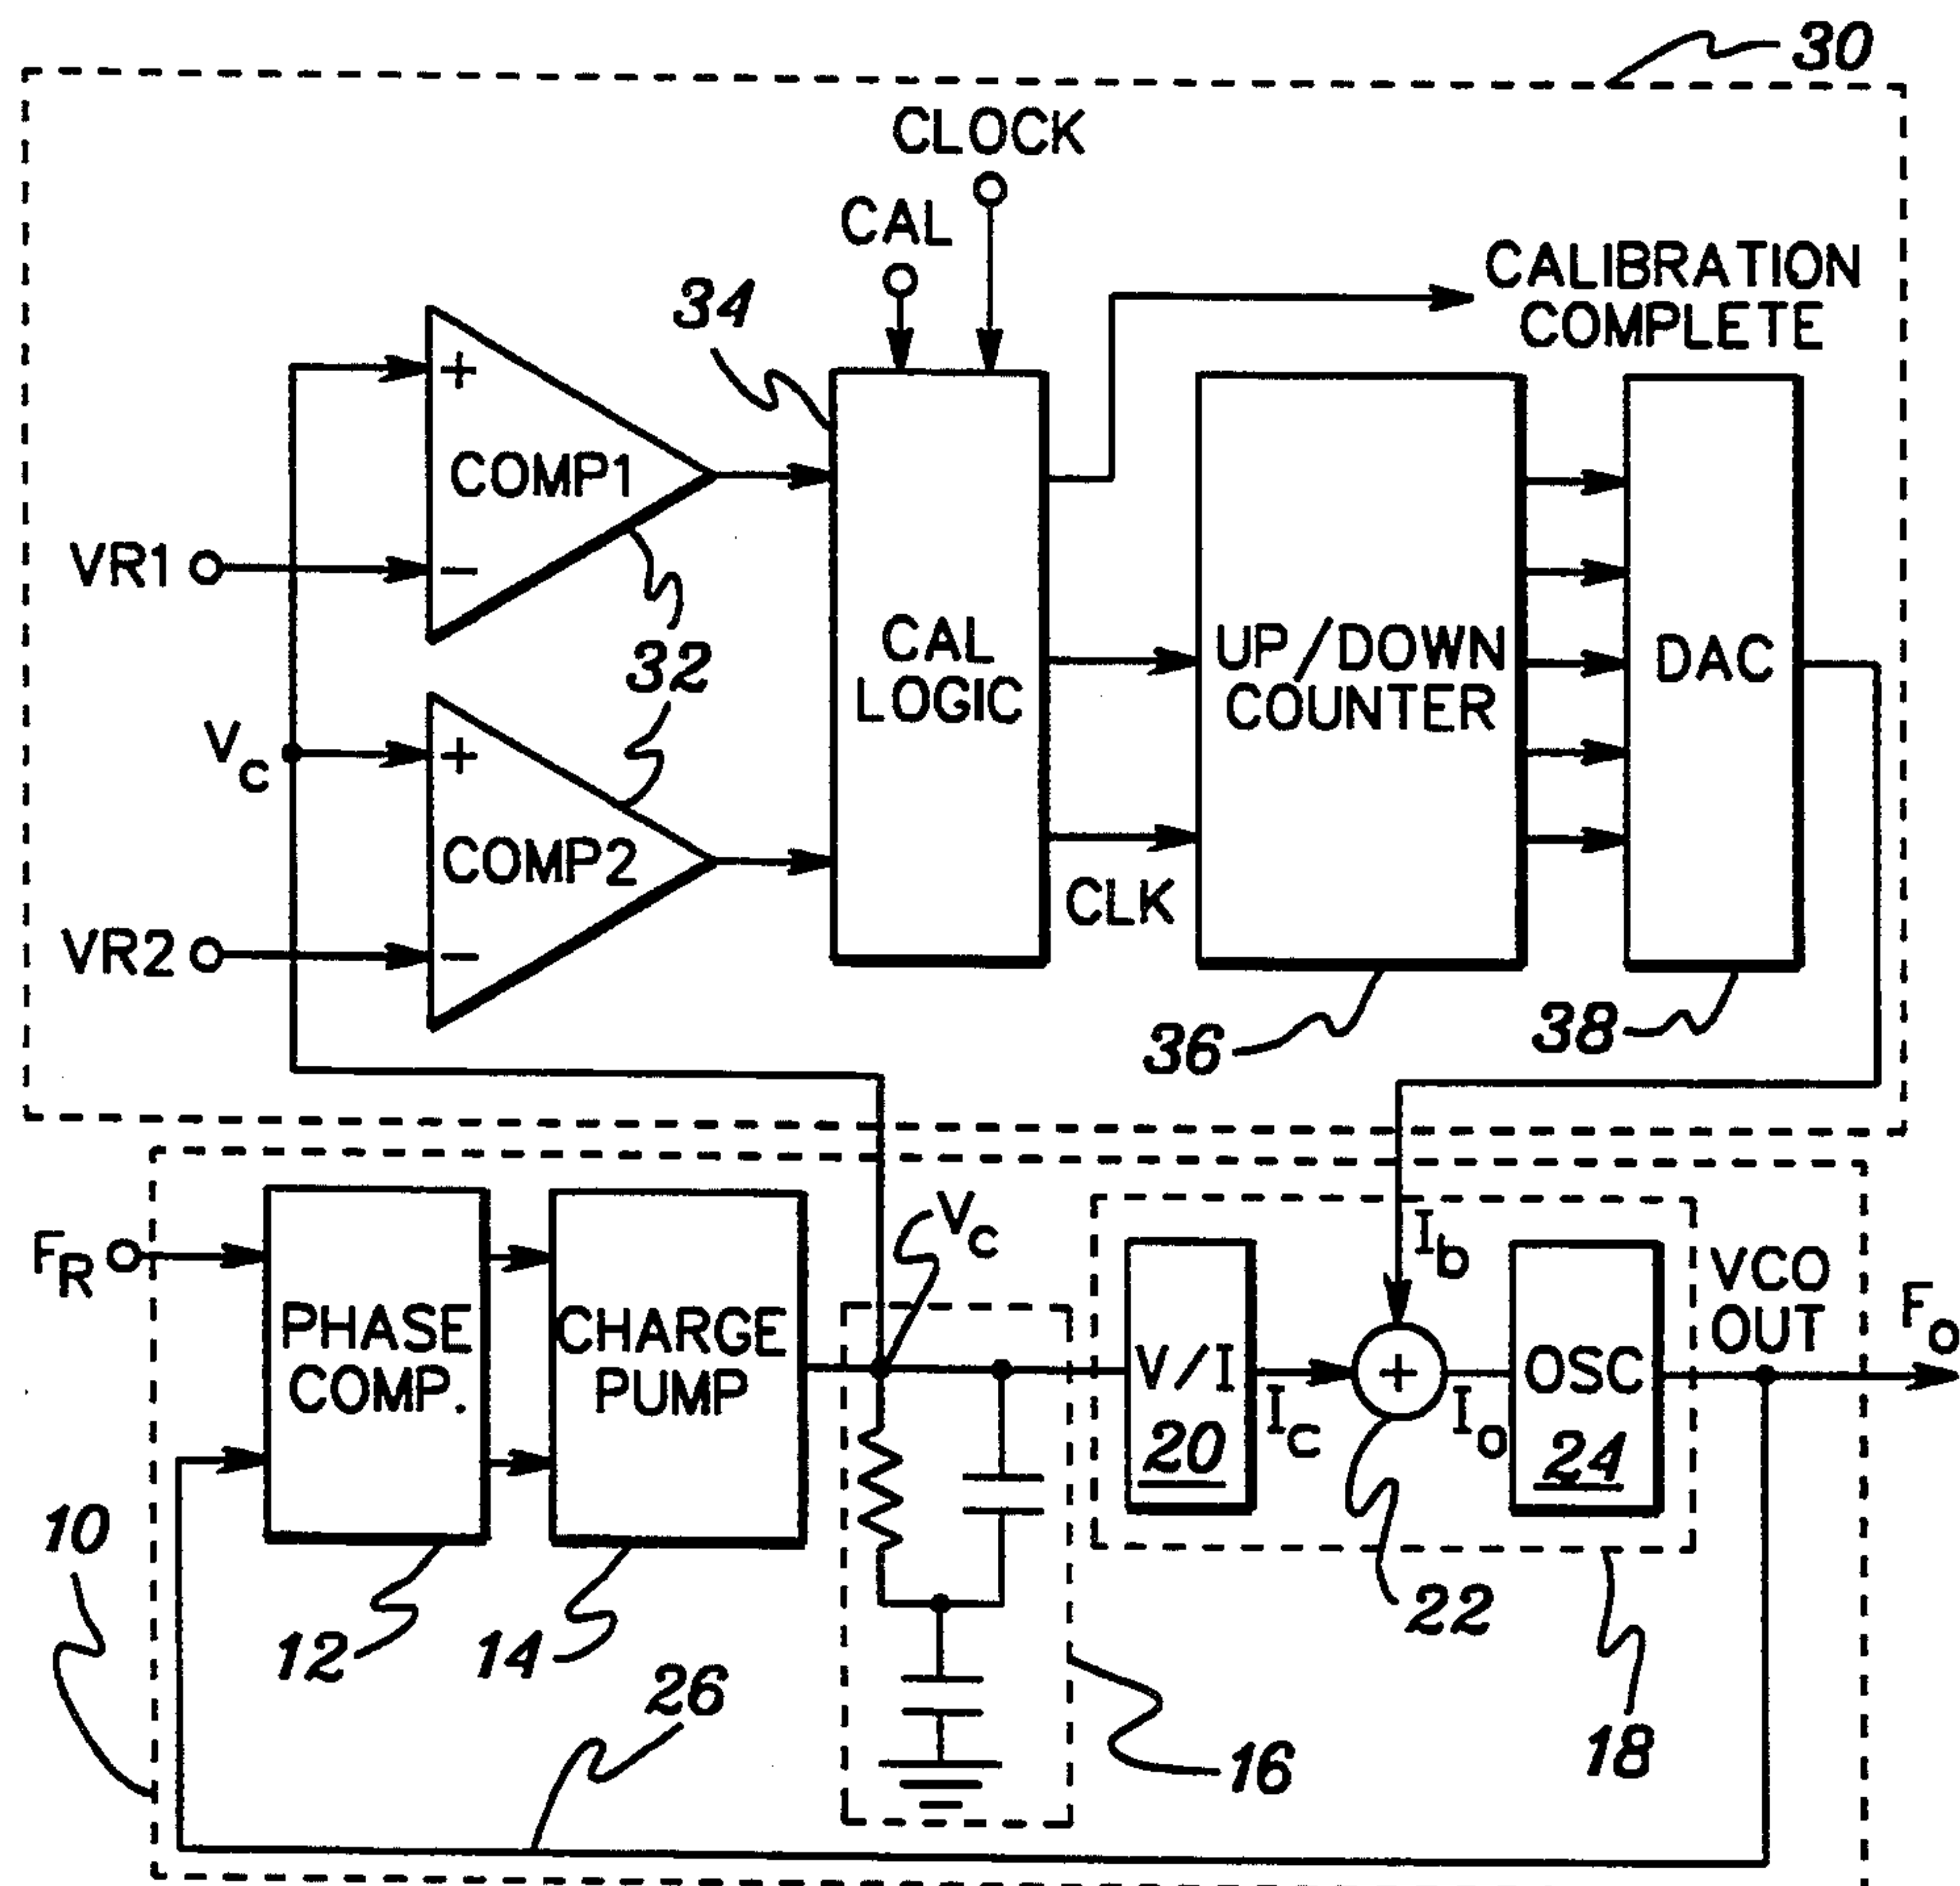 30
CLOCK
CAL
34
CALIBRATION
COMPLETE
+
COMP1
VR1
−
32
CAL
LOGIC
UP/DOWN
COUNTER
DAC
Vc
+
COMP2
CLK
VR2
−
36
38
FR
PHASE
COMP.
CHARGE
PUMP
Vc
V/I
20
Ic
Ib
+
Io
OSC
24
VCO
OUT
Fo
10
12
14
26
16
22
18